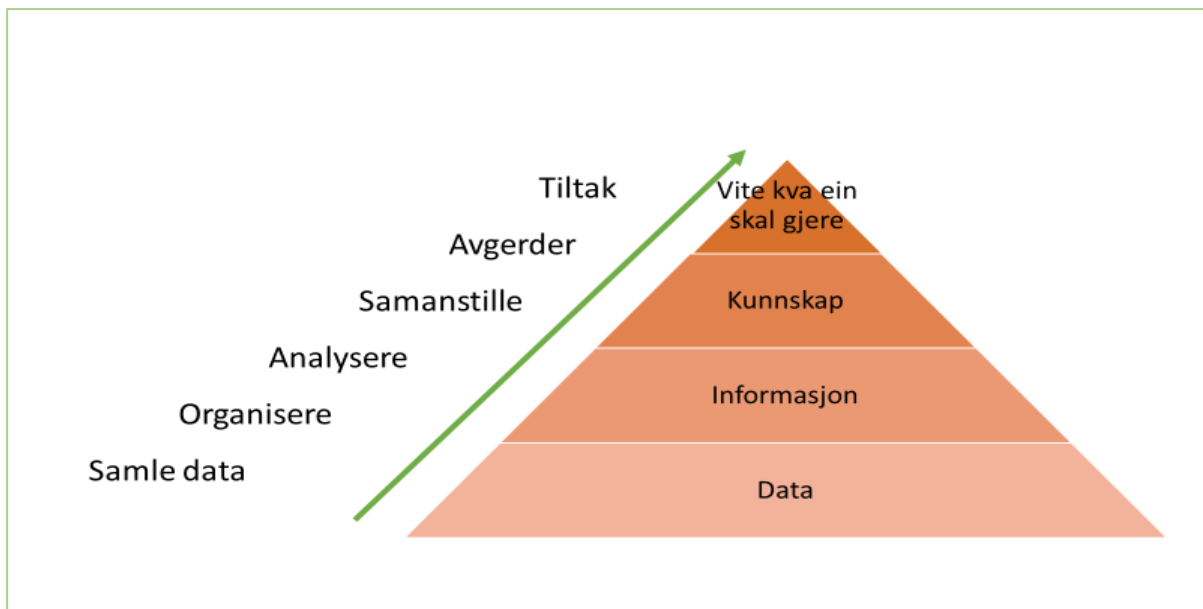 Tiltak
Avgerder
Samanstille
Analysere
Organisere
Samle data
Vite kva ein
skal gjere
Kunnskap
Informasjon
Data